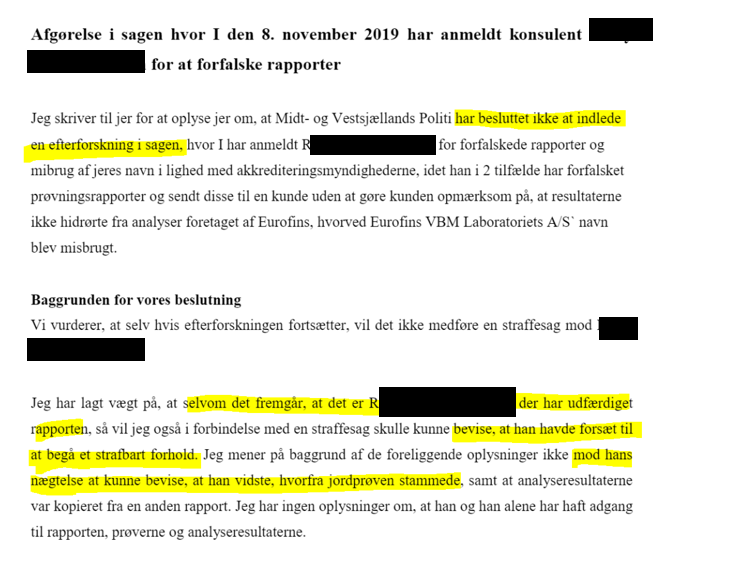 Afgørelse i sagen hvor I den 8. november 2019 har anmeldt konsulent
for at forfalske rapporter
Jeg skriver til jer for at oplyse jer om, at Midt- og Vestsjællands Politi har besluttet ikke at indlede
en efterforskning i sagen, hvor I har anmeldt R for forfalskede rapporter og
mibrug af jeres navn i lighed med akkrediteringsmyndighederne, idet han i 2 tilfælde har forfalsket
prøvningsrapporter og sendt disse til en kunde uden at gøre kunden opmærksom på, at resultaterne
ikke hidrørte fra analyser foretaget af Eurofins, hvorved Eurofins VBM Laboratoriets A/S` navn
blev misbrugt.
Baggrunden for vores beslutning
Vi vurderer, at selv hvis efterforskningen fortsætter, vil det ikke medføre en straffesag mod
Jeg har lagt vægt på, at selvom det fremgår, at det er R der har udfærdiget
rapporten, så vil jeg også i forbindelse med en straffesag skulle kunne bevise, at han havde forsæt til
at begå et strafbart forhold. Jeg mener på baggrund af de foreliggende oplysninger ikke mod hans
nægtelse at kunne bevise, at han vidste, hvorfra jordprøven stammede, samt at analyseresultaterne
var kopieret fra en anden rapport. Jeg har ingen oplysninger om, at han og han alene har haft adgang
til rapporten, prøverne og analyseresultaterne.